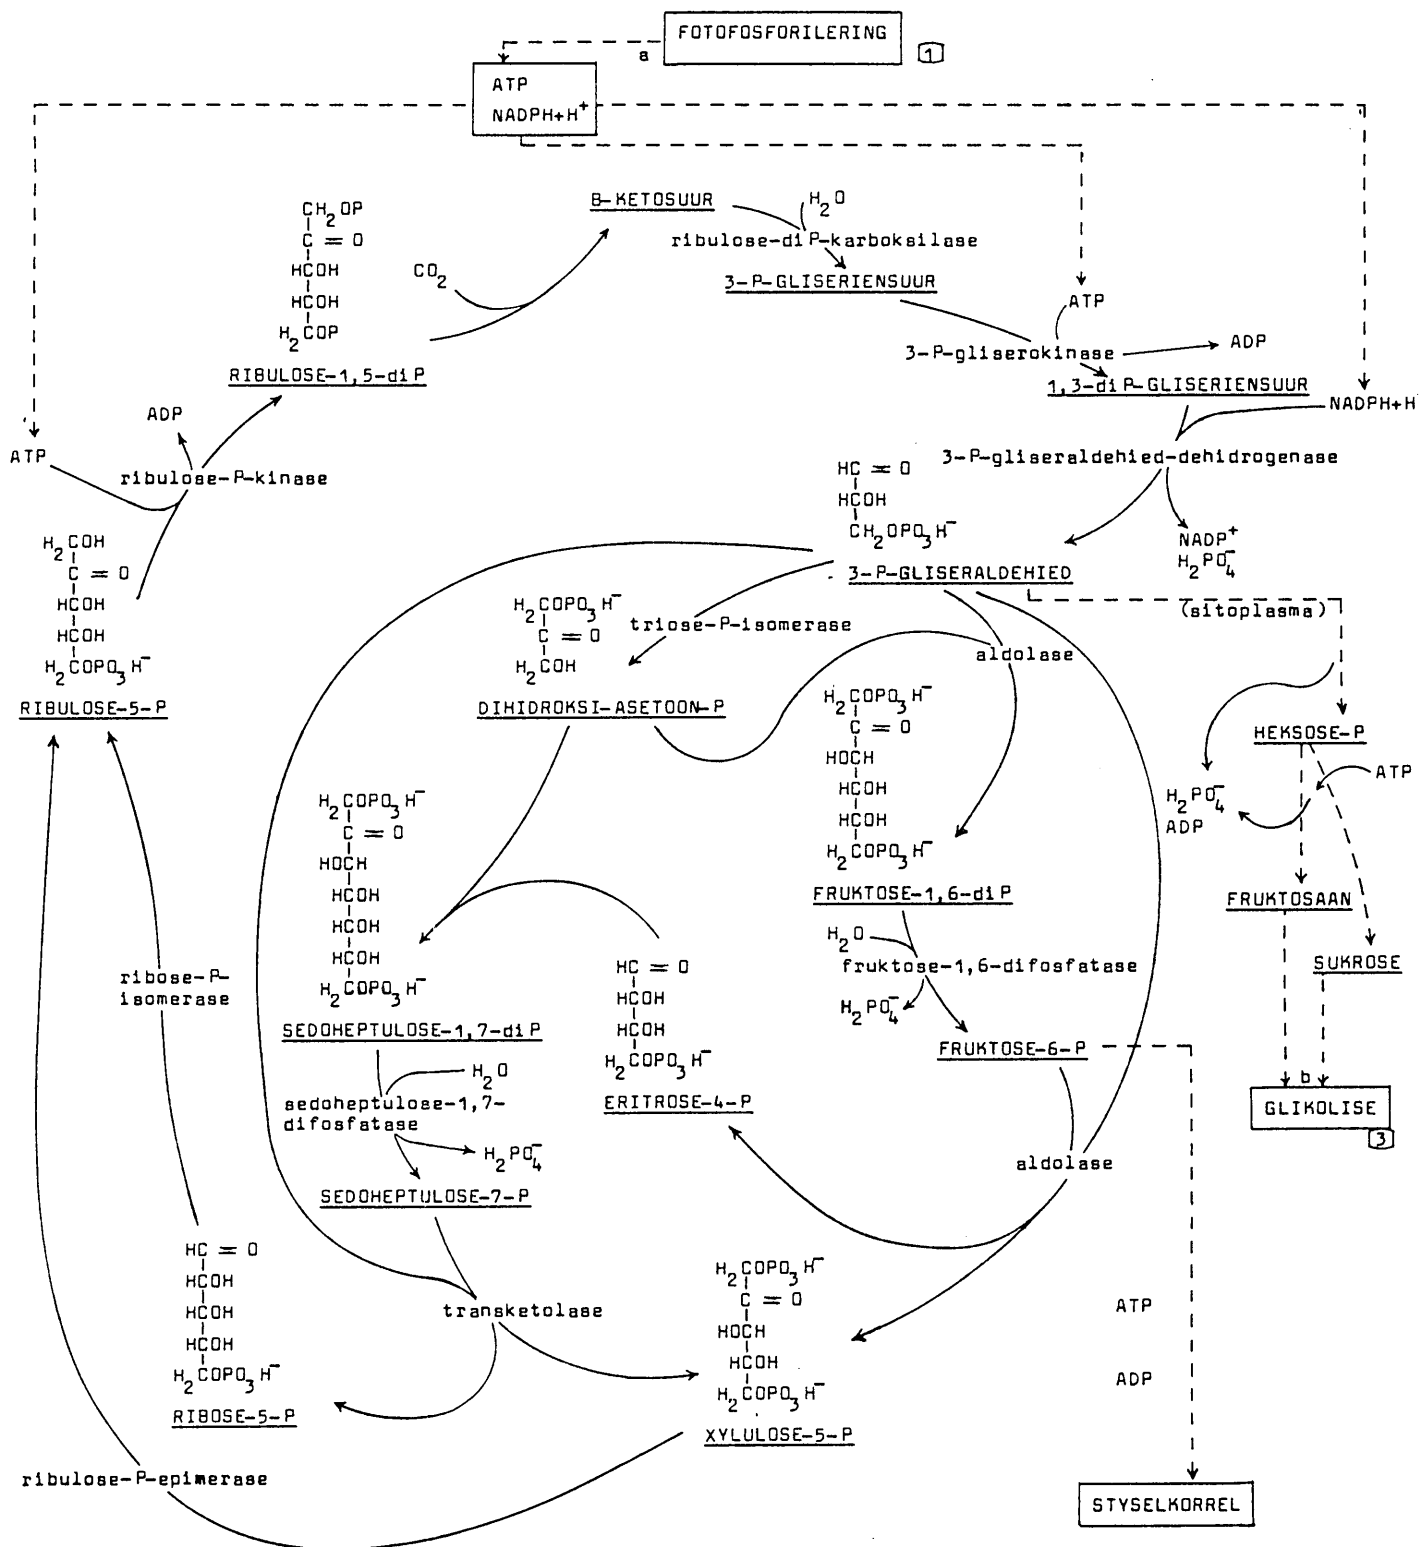 FOTOFOSFORILERING
1
a
ATP
NADPH+H+
B-KETOSUUR
H2O
ribulose-diP-karboksilase
3-P-GLISERIENSUUR
CH2OP
C = O
HCOH
HCOH
H2COP
RIBULOSE-1,5-diP
CO2
ATP
3-P-gliserokinase
ADP
1,3-diP-GLISERIENSUUR
NADPH+H
ADP
ATP
ribulose-P-kinase
3-P-gliseraldehied-dehidrogenase
HC = O
HCOH
CH2OPO3H-
3-P-GLISERALDEHIED
NADP+
H2PO4-
(sitoplasma)
H2COH
C = O
HCOH
HCOH
H2COPO3H-
RIBULOSE-5-P
H2COPO3H-
C = O
H2COH
DIHIDROKSI-ASETOON-P
triose-P-isomerase
aldolase
H2COPO3H-
C = O
HOCH
HCOH
HCOH
H2COPO3H-
FRUKTOSE-1,6-diP
HEKSOSE-P
ATP
H2PO4-
ADP
FRUKTOSAAN
SUKROSE
b
GLIKOLISE
3
H2COPO3H-
C = O
HOCH
HCOH
HCOH
HCOH
H2COPO3H-
SEDOHEPTULOSE-1,7-diP
H2O
fruktose-1,6-difosfatase
H2PO4-
FRUKTOSE-6-P
HC = O
HCOH
HCOH
H2COPO3H-
ERITROSE-4-P
ribose-P-
isomerase
H2O
sedoheptulose-1,7-
difosfatase
H2PO4-
SEDOHEPTULOSE-7-P
aldolase
HC = O
HCOH
HCOH
HCOH
H2COPO3H-
RIBOSE-5-P
transketolase
H2COPO3H-
C = O
HOCH
HCOH
H2COPO3H-
XYLULOSE-5-P
ATP
ADP
ribulose-P-epimerase
STYSELKORREL